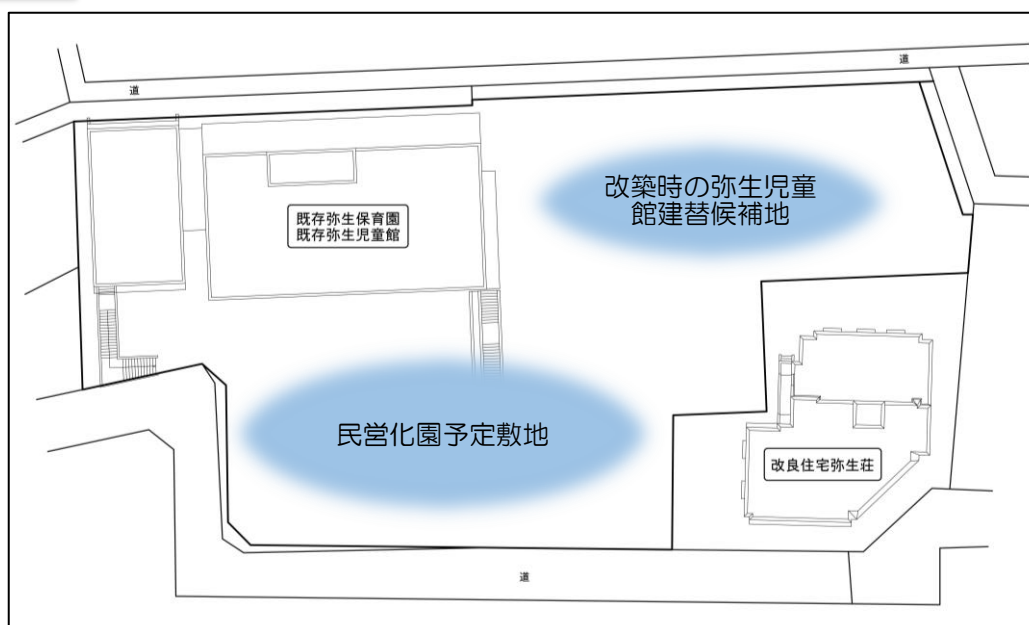 道
道
改築時の弥生児童
館建替候補地
既存弥生保育園
既存弥生児童館
民営化園予定敷地
改良住宅弥生荘
道